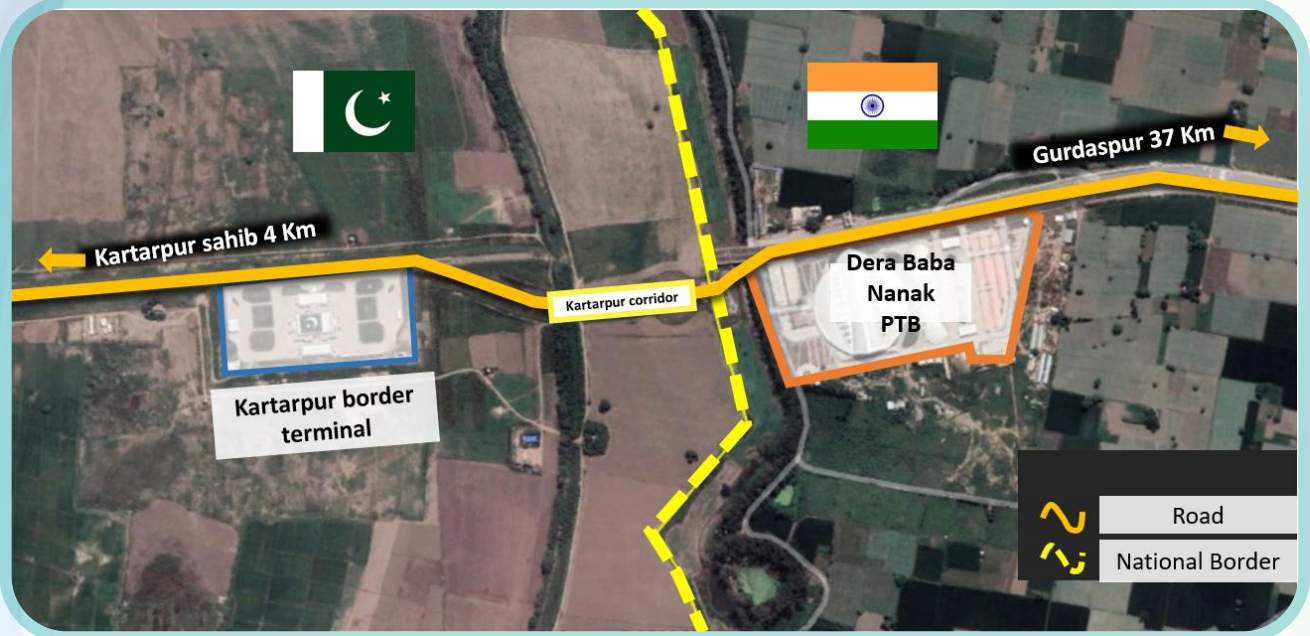 Gurdaspur 37 Km
Kartarpur sahib 4 Km
Kartarpur corridor
Dera Baba
Nanak
PTB
Kartarpur border
terminal
Road
National Border